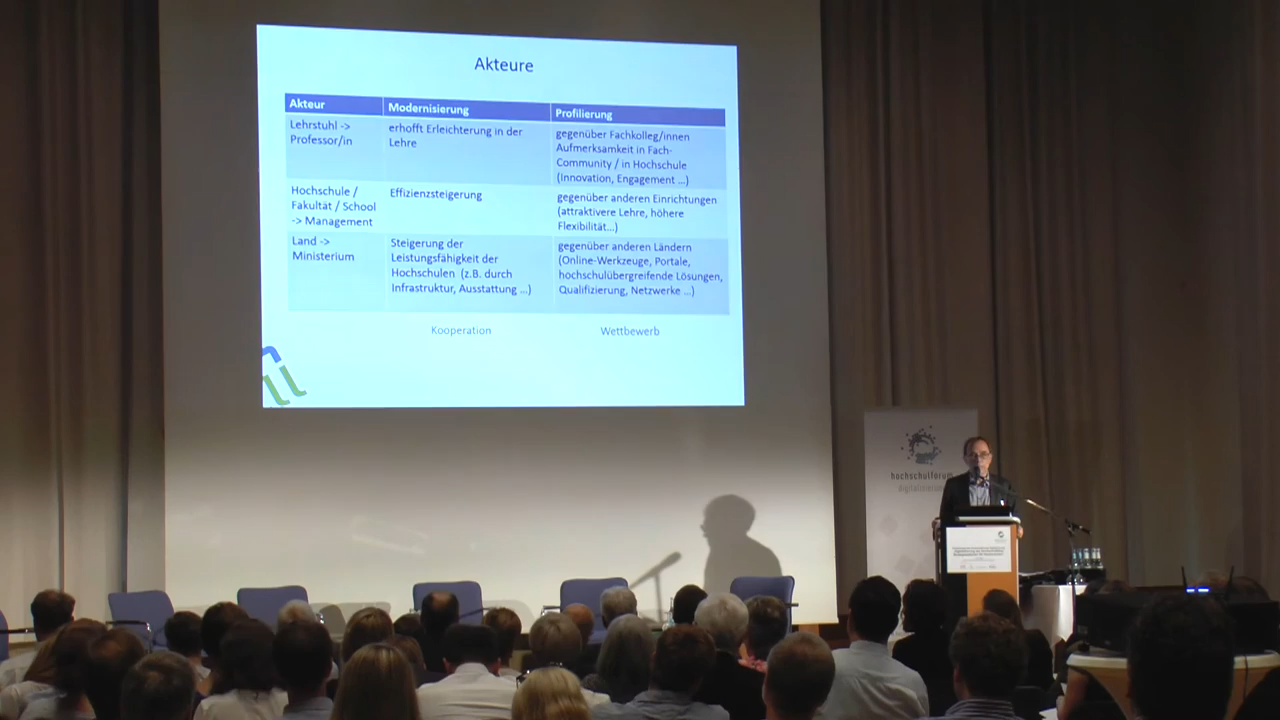 Akteure
Akteur
Modernisierung
Profilierung
Lehrstuhl ->
Professor/in
erhofft Erleichterung in der
Lehre
gegenüber Fachkolleg/innen
Aufmerksamkeit in Fach-
Community / in Hochschule
(Innovation, Engagement ...)
Hochschule /
Fakultät / School
-> Management
Effizienzsteigerung
gegenüber anderen Einrichtungen
(attraktivere Lehre, höhere
Flexibilität...)
Land ->
Ministerium
Steigerung der
Leistungsfähigkeit der
Hochschulen (z.B. durch
Infrastruktur, Ausstattung ...)
gegenüber anderen Ländern
(Online-Werkzeuge, Portale,
hochschulübergreifende Lösungen,
Qualifizierung, Netzwerke ...)
Kooperation
Wettbewerb
hochschulforum